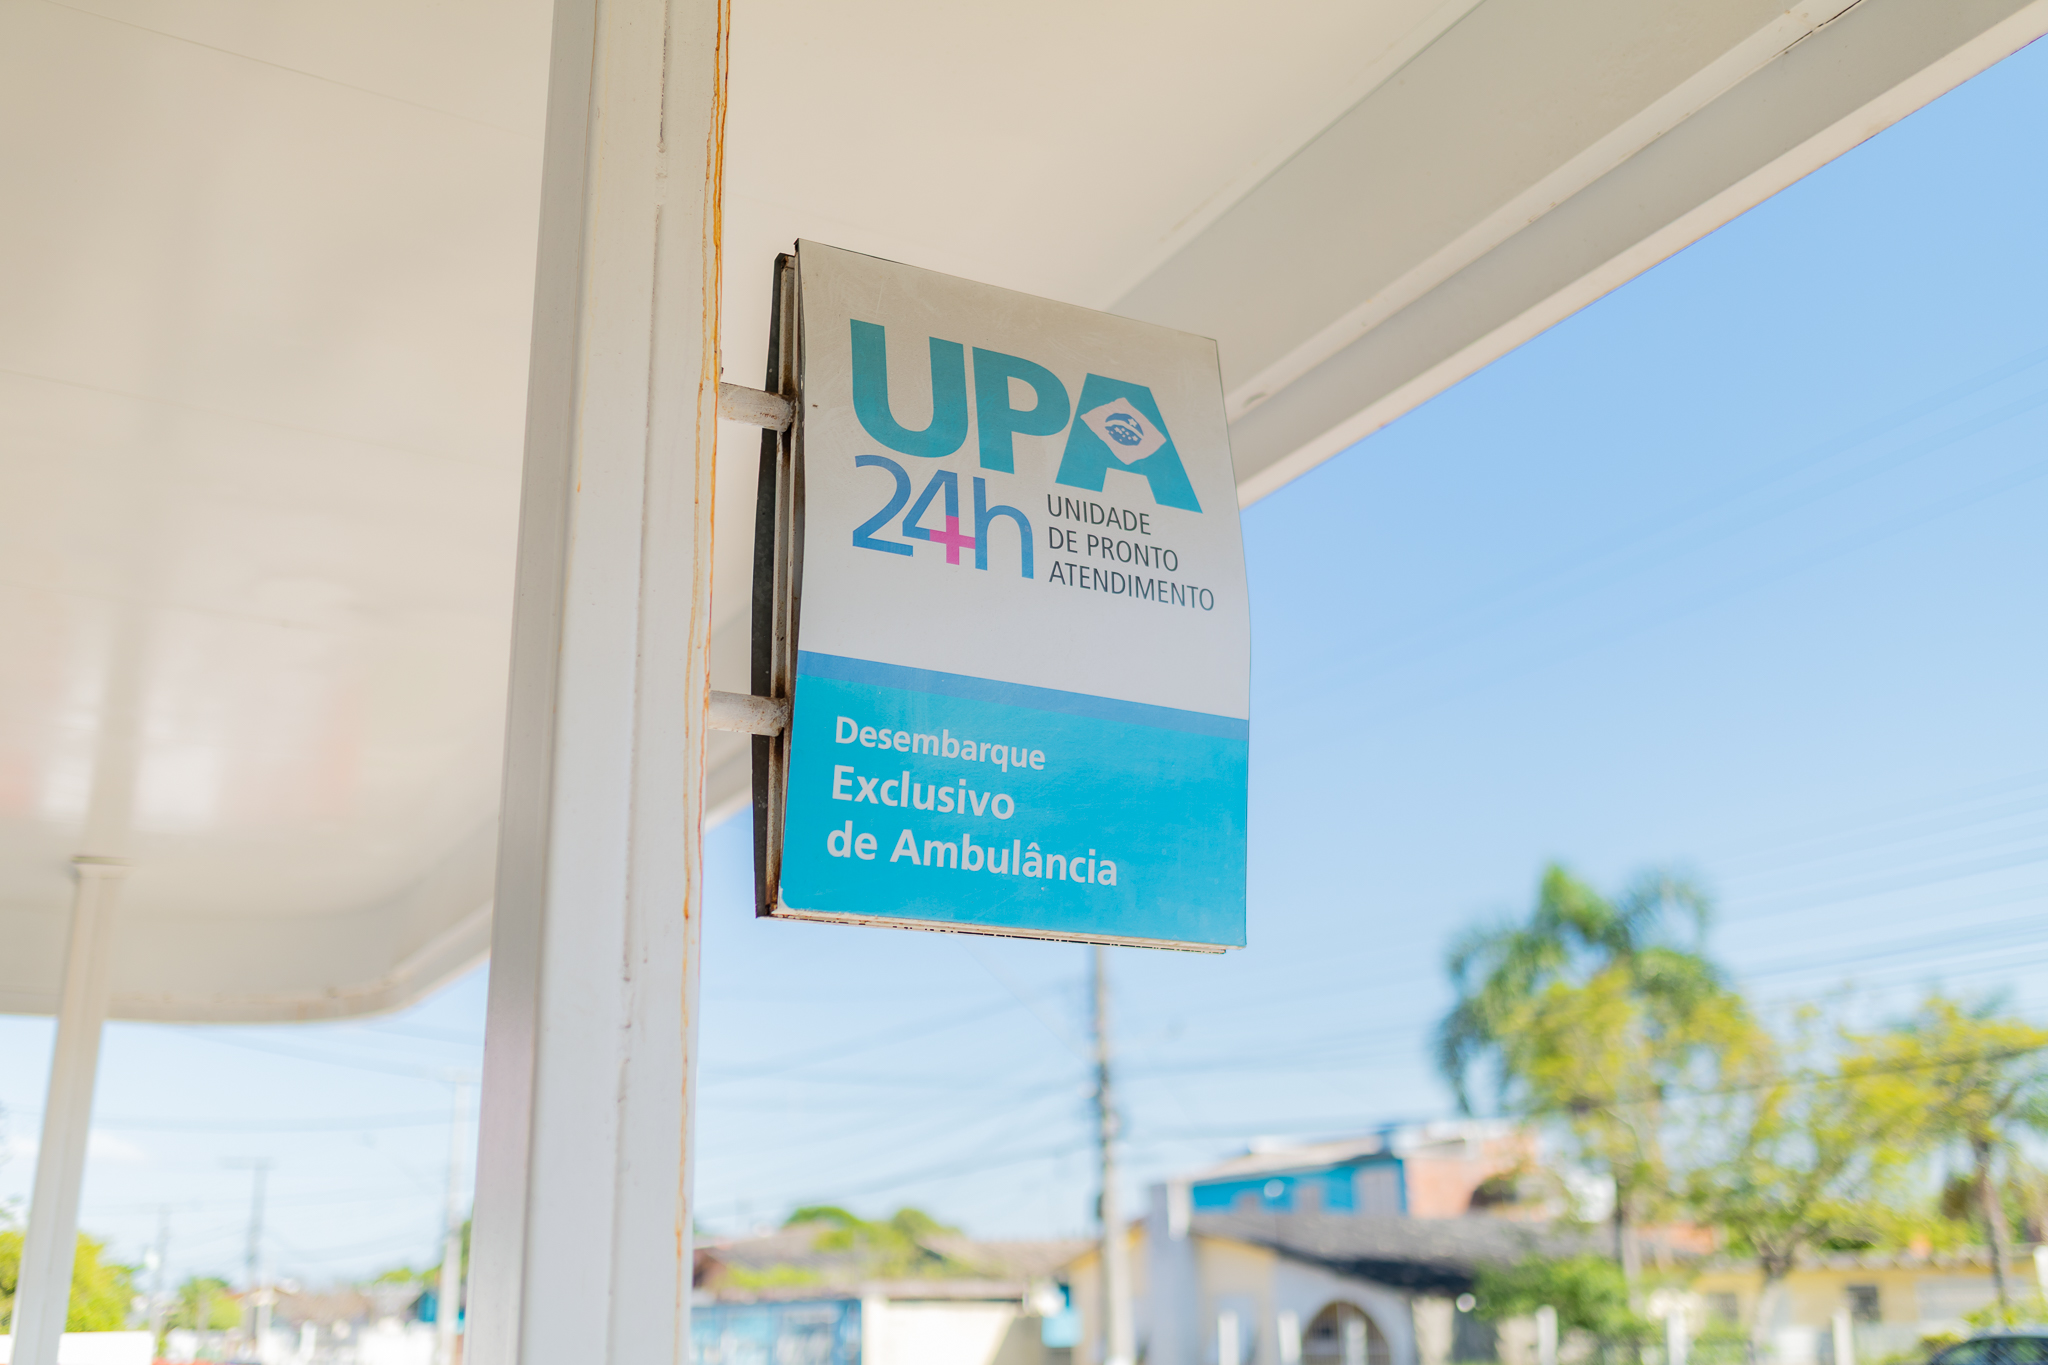 UPA
24h
UNIDADE
DE PRONTO
ATENDIMENTO
Desembarque
Exclusivo
de Ambulância